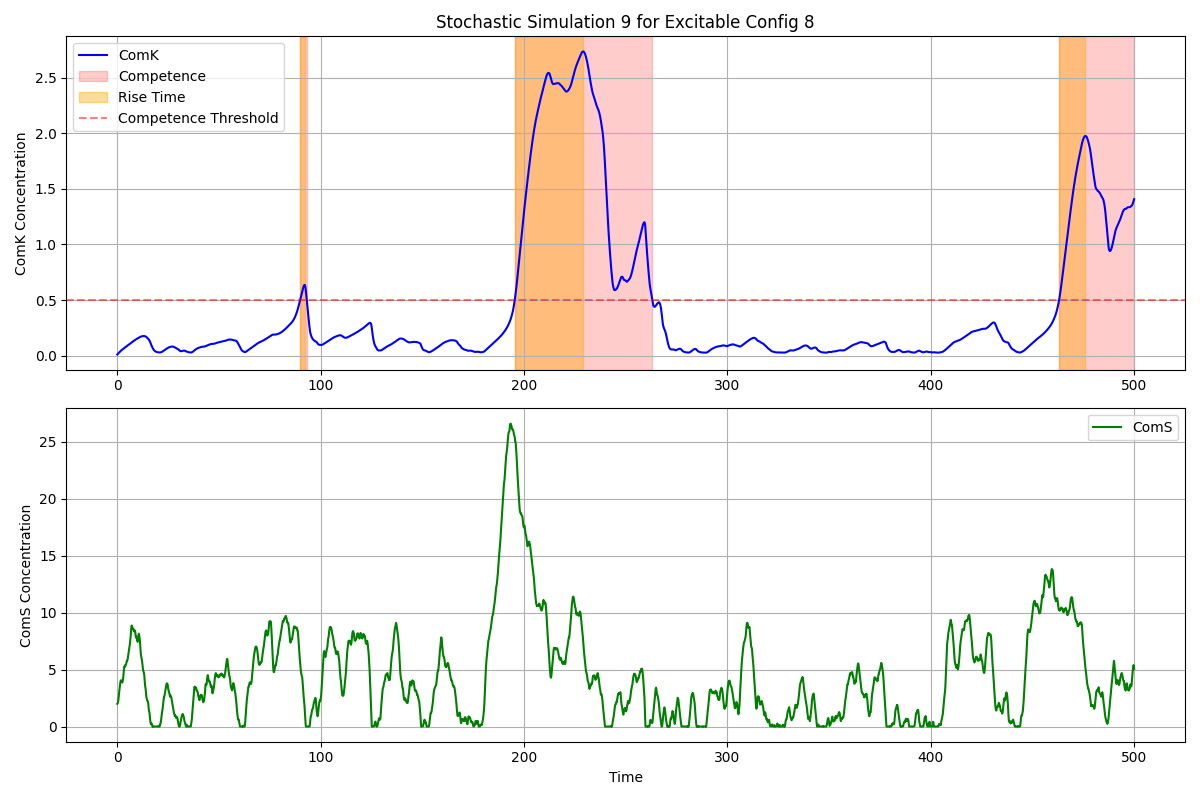 Stochastic Simulation 9 for Excitable Config 8
ComK
Competence
Rise Time
Competence Threshold
ComK Concentration
2.5
2.0
1.5
1.0
0.5
0.0
0 100 200 300 400 500
ComS
ComS Concentration
25
20
15
10
5
0
0 100 200 300 400 500
Time